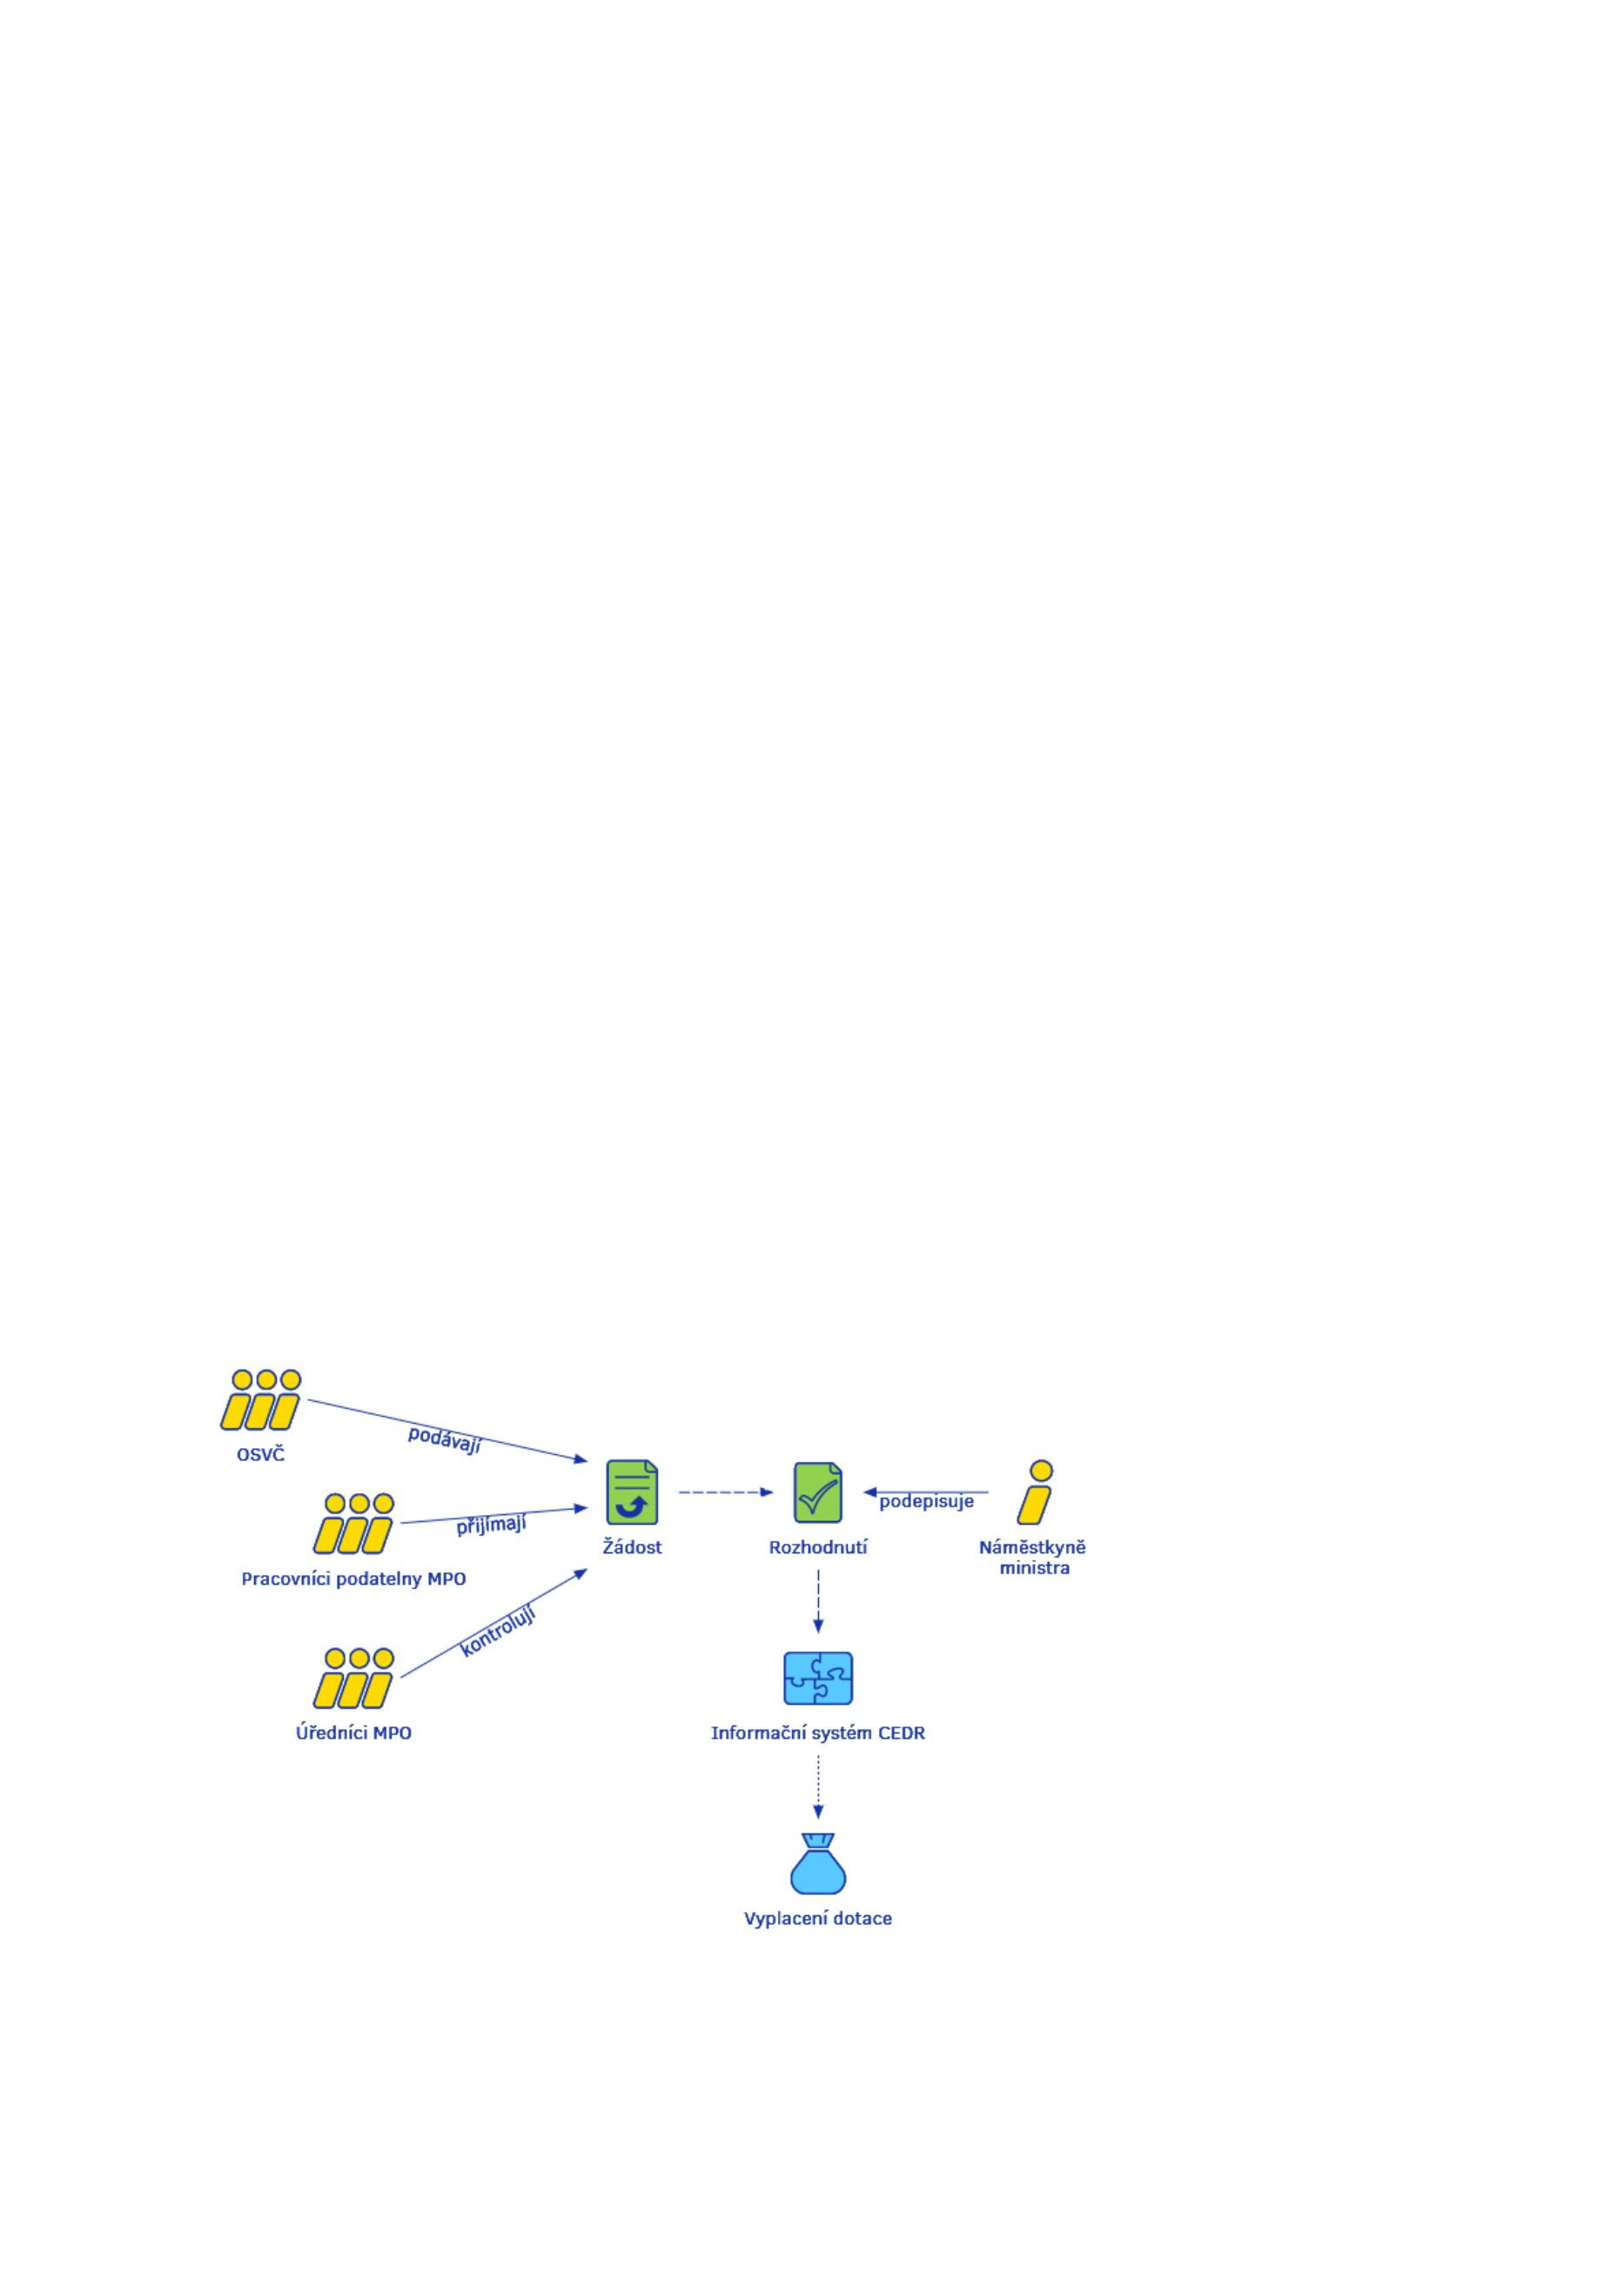 podávají
OSVČ
přijímají
podepisuje
Žádost
Rozhodnutí
Náměstkyně
ministra
Pracovníci podatelny MPO
kontrolují
Úředníci MPO
Informační systém CEDR
Vyplacení dotace